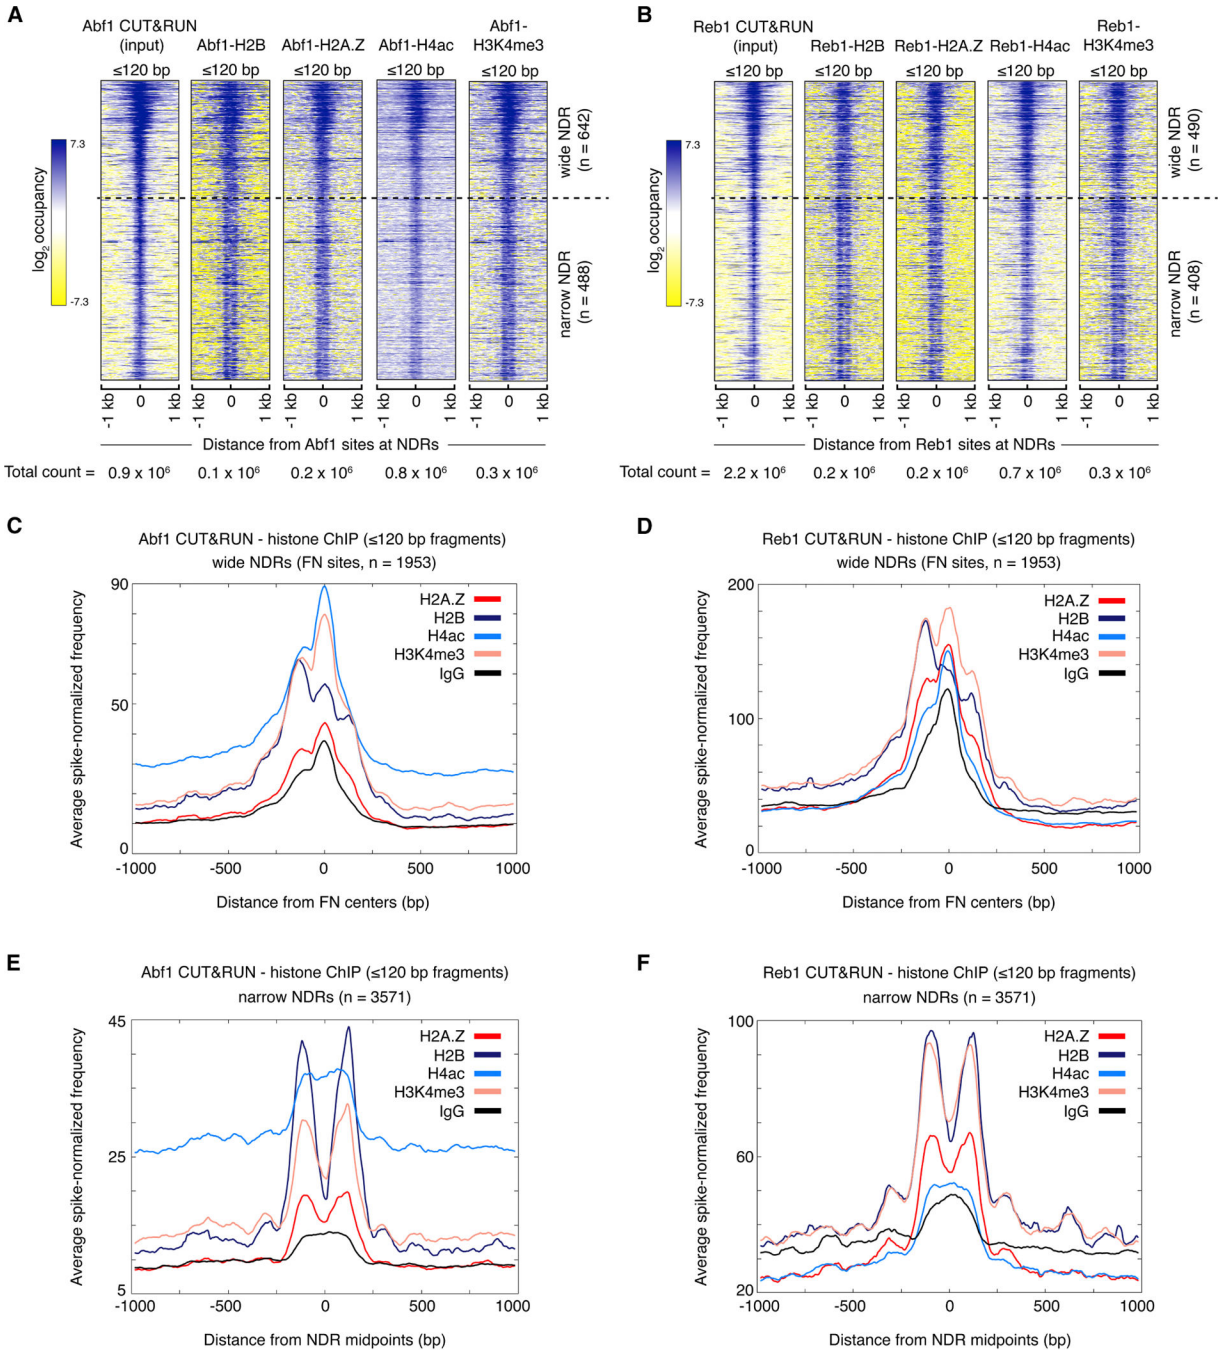 A
Abf1 CUT&RUN (input)
Abf1-H2B
Abf1-H2A.Z
Abf1-H4ac
Abf1-H3K4me3
≤120 bp ≤120 bp ≤120 bp ≤120 bp ≤120 bp
7.3
log2 occupancy
-7.3
wide NDR (n = 642)
narrow NDR (n = 488)
-1 kb 0 1 kb -1 kb 0 1 kb -1 kb 0 1 kb -1 kb 0 1 kb -1 kb 0 1 kb
Distance from Abf1 sites at NDRs
Total count = 0.9 x 10⁶ 0.1 x 10⁶ 0.2 x 10⁶ 0.8 x 10⁶ 0.3 x 10⁶
B
Reb1 CUT&RUN (input)
Reb1-H2B
Reb1-H2A.Z
Reb1-H4ac
Reb1-H3K4me3
≤120 bp ≤120 bp ≤120 bp ≤120 bp ≤120 bp
7.3
log2 occupancy
-7.3
wide NDR (n = 490)
narrow NDR (n = 408)
-1 kb 0 1 kb -1 kb 0 1 kb -1 kb 0 1 kb -1 kb 0 1 kb -1 kb 0 1 kb
Distance from Reb1 sites at NDRs
Total count = 2.2 x 10⁶ 0.2 x 10⁶ 0.2 x 10⁶ 0.7 x 10⁶ 0.3 x 10⁶
C
Abf1 CUT&RUN - histone ChIP (≤120 bp fragments)
wide NDRs (FN sites, n = 1953)
Average spike-normalized frequency
90
50
0
H2A.Z
H2B
H4ac
H3K4me3
IgG
-1000 -500 0 500 1000
Distance from FN centers (bp)
D
Reb1 CUT&RUN - histone ChIP (≤120 bp fragments)
wide NDRs (FN sites, n = 1953)
Average spike-normalized frequency
200
100
0
H2A.Z
H2B
H4ac
H3K4me3
IgG
-1000 -500 0 500 1000
Distance from FN centers (bp)
E
Abf1 CUT&RUN - histone ChIP (≤120 bp fragments)
narrow NDRs (n = 3571)
Average spike-normalized frequency
45
25
5
H2A.Z
H2B
H4ac
H3K4me3
IgG
-1000 -500 0 500 1000
Distance from NDR midpoints (bp)
F
Reb1 CUT&RUN - histone ChIP (≤120 bp fragments)
narrow NDRs (n = 3571)
Average spike-normalized frequency
100
60
20
H2A.Z
H2B
H4ac
H3K4me3
IgG
-1000 -500 0 500 1000
Distance from NDR midpoints (bp)